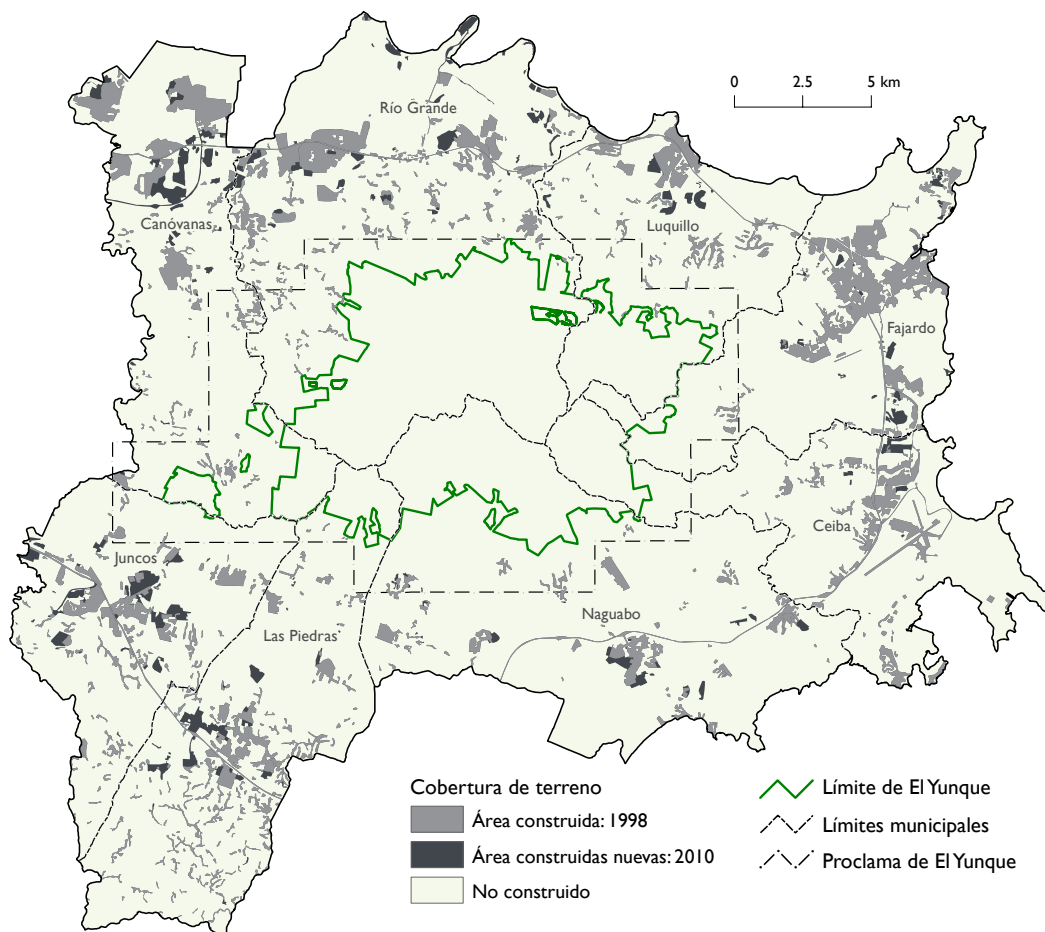 0 2.5 5 km
Río Grande
Canóvanas
Luquillo
Fajardo
Ceiba
Juncos
Naguabo
Las Piedras
Cobertura de terreno
Área construida: 1998
Área construidas nuevas: 2010
No construido
Límite de El Yunque
Límites municipales
Proclama de El Yunque